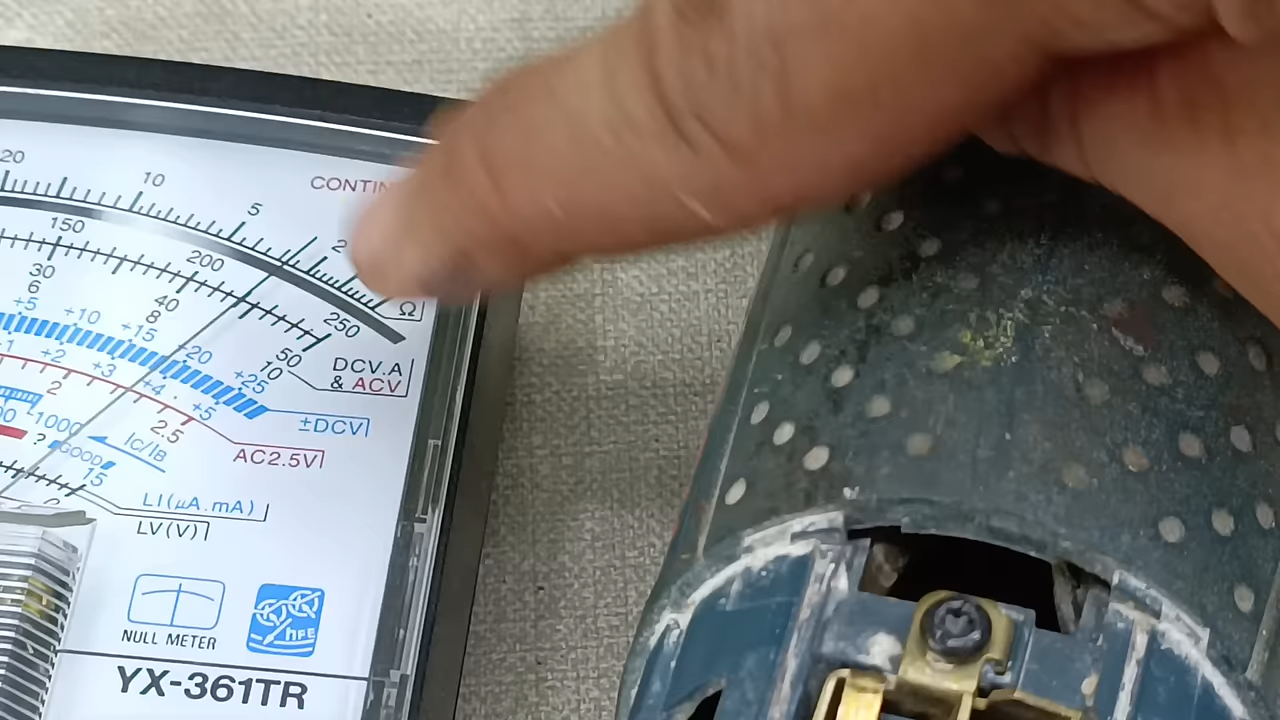 20 10 5 2
CONTIN
Ω
150 200 250
30 40 50
6 8 10
DCV.A
& ACV
+5 +10 +15 +20 +25
±DCV
1 +2 +3 +4 +5
AC2.5V
2 2.5
1000
Ic/IB
?
GOOD
15
LI(μA.mA)
LV(V)
NULL METER
hFE
YX-361TR